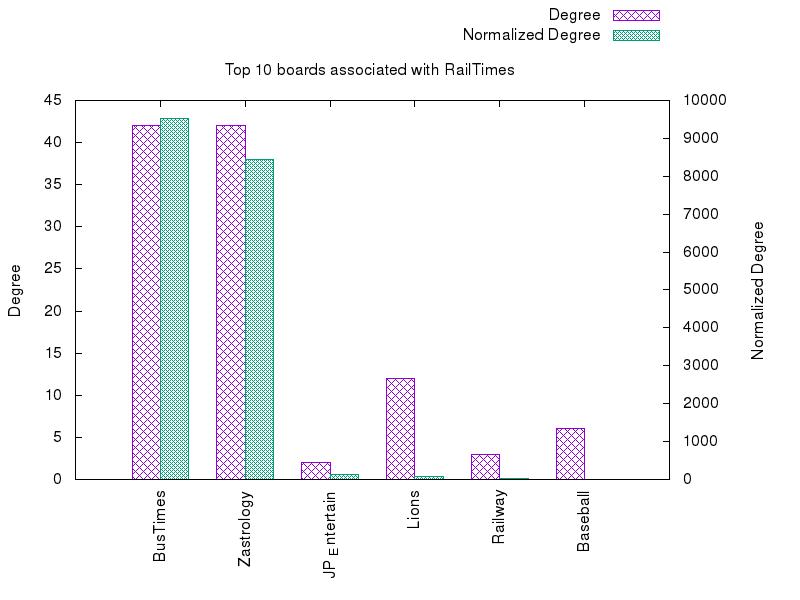 Degree
Normalized Degree
Top 10 boards associated with RailTimes
45
40
35
30
25
20
15
10
5
0
10000
9000
8000
7000
6000
5000
4000
3000
2000
1000
0
Degree
Normalized Degree
BusTimes
Zastrology
JP E ntertain
Lions
Railway
Baseball